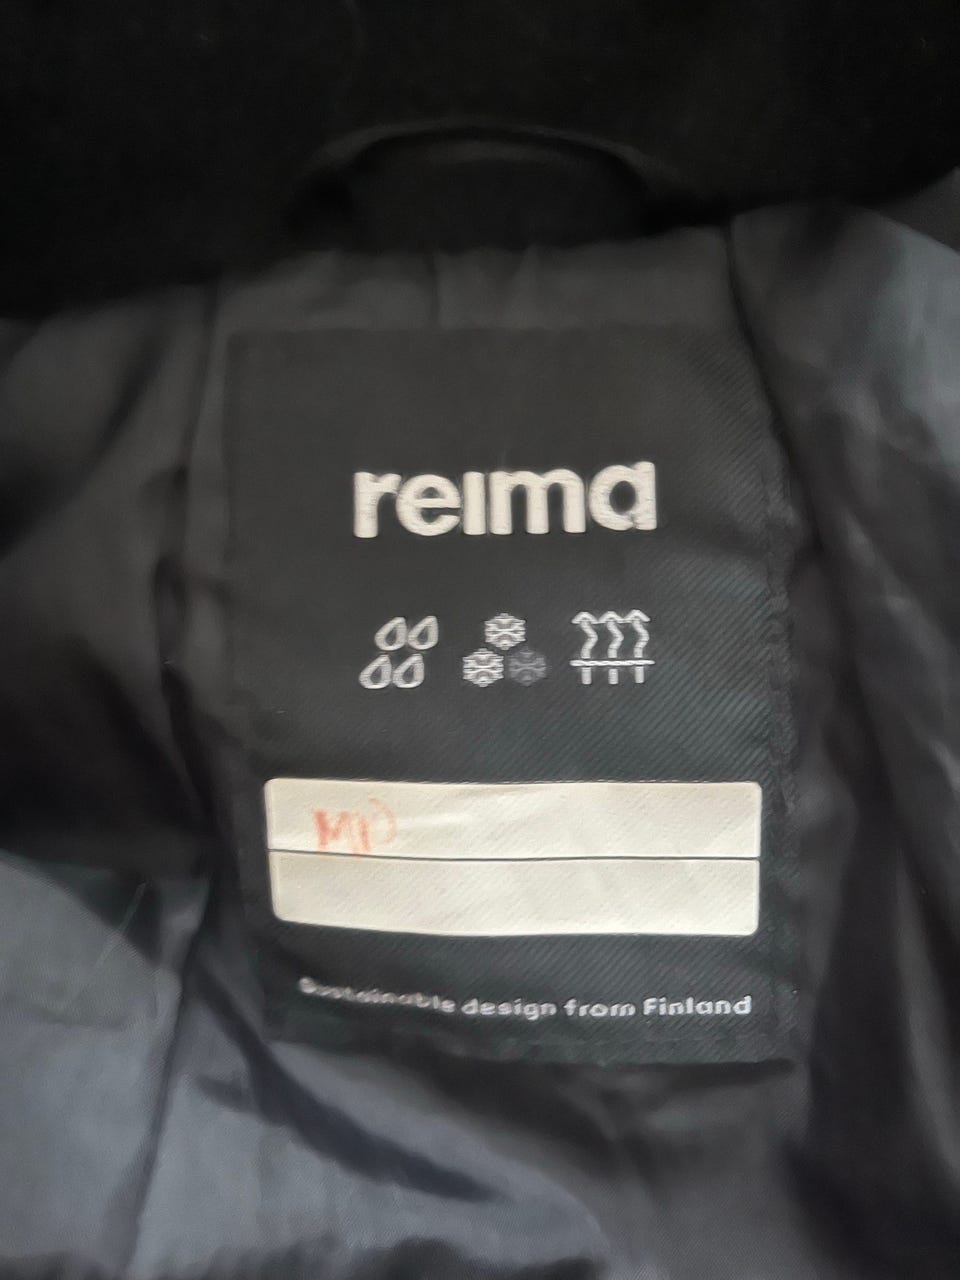 reima
MP
Sustainable design from Finland